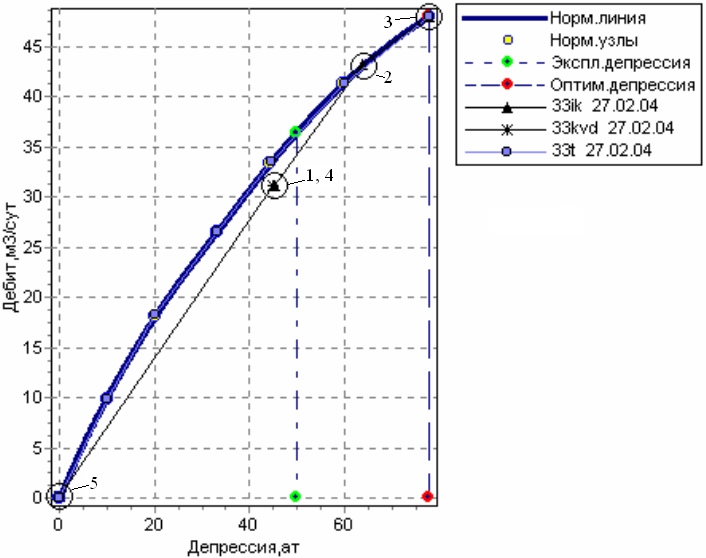 3
2
1, 4
5
Дебит,м3/сут
45
40
35
30
25
20
15
10
5
0
0 20 40 60
Депрессия,ат
Норм.линия
Норм.узлы
Экспл.депрессия
Оптим.депрессия
33ik 27.02.04
33kvd 27.02.04
33t 27.02.04